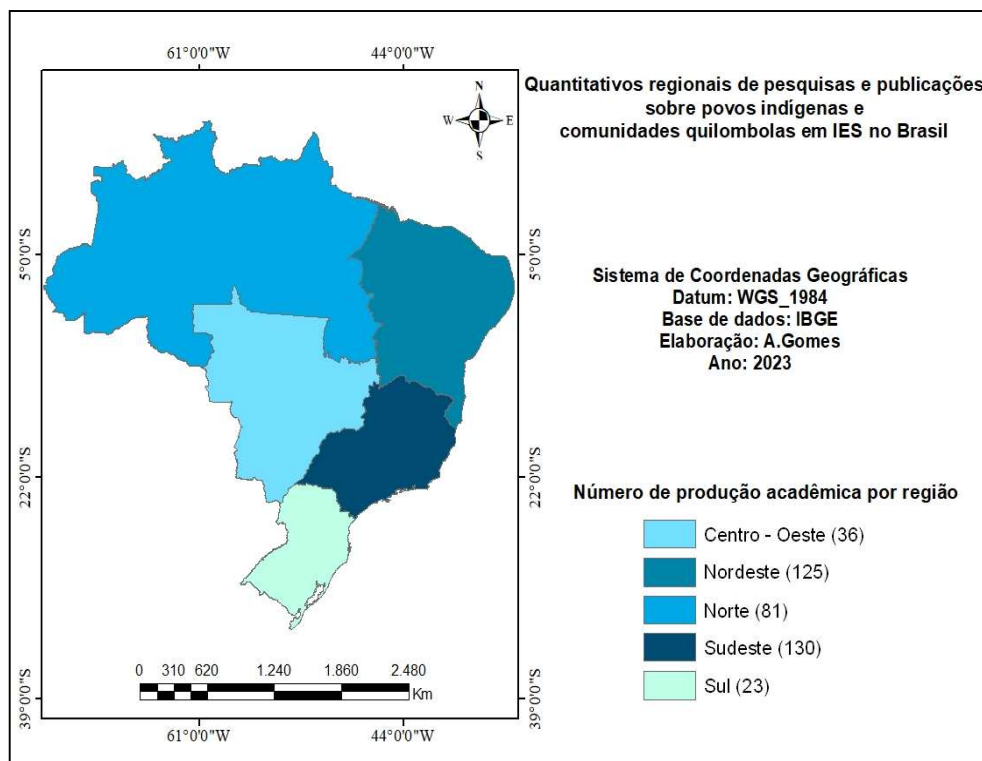 61°0'0"W 44°0'0"W
Quantitativos regionais de pesquisas e publicações
sobre povos indígenas e
comunidades quilombolas em IES no Brasil
N
W E
S
5°0'0"S 5°0'0"S
Sistema de Coordenadas Geográficas
Datum: WGS_1984
Base de dados: IBGE
Elaboração: A.Gomes
Ano: 2023
22°0'0"S 22°0'0"S
Número de produção acadêmica por região
Centro - Oeste (36)
Nordeste (125)
Norte (81)
Sudeste (130)
Sul (23)
0 310 620 1.240 1.860 2.480
Km
39°0'0"S 39°0'0"S
61°0'0"W 44°0'0"W